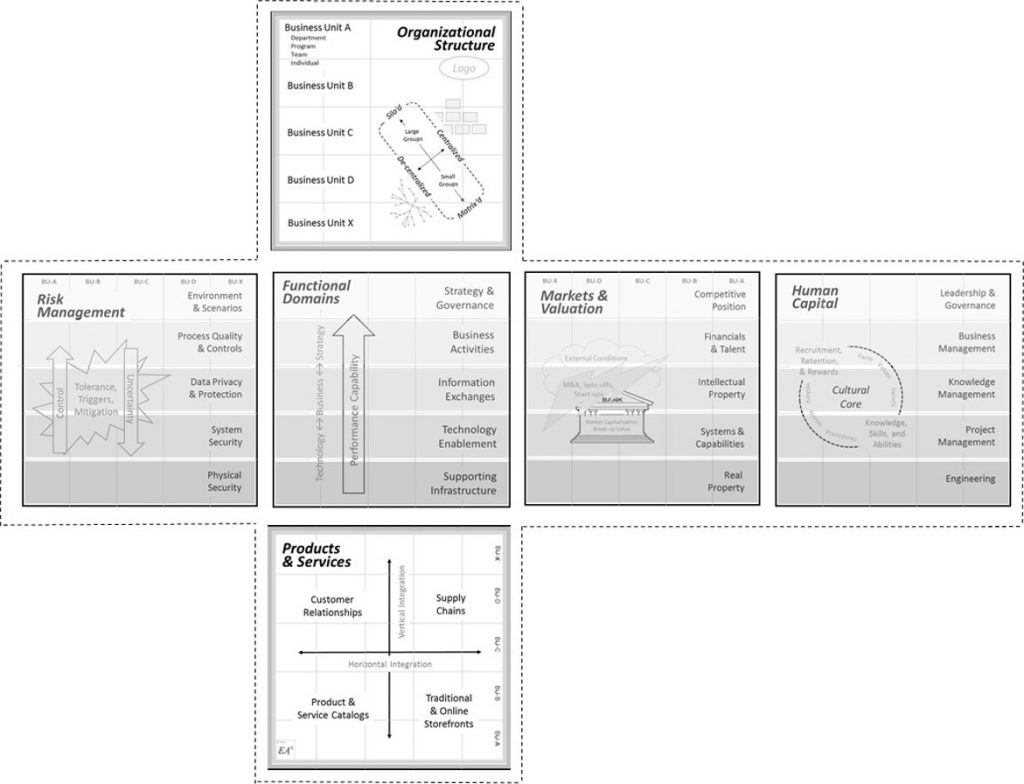 Business Unit A
Department
Program
Team
Individual
Business Unit B
Business Unit C
Business Unit D
Business Unit X
Organizational
Structure
Logo
Silo'd
Large
Groups
Centralized
De-centralized
Small
Groups
Matrix'd
BU-A BU-B BU-C BU-D BU-X
Risk
Management
Environment
& Scenarios
Process Quality
& Controls
Data Privacy
& Protection
System
Security
Physical
Security
Control
Tolerance,
Triggers,
Mitigation
Uncertainty
Functional
Domains
Strategy &
Governance
Business
Activities
Information
Exchanges
Technology
Enablement
Supporting
Infrastructure
Technology <-> Business <-> Strategy
Performance Capability
BU-X BU-D BU-C BU-B BU-A
Markets &
Valuation
Competitive
Position
Financials
& Talent
Intellectual
Property
Systems &
Capabilities
Real
Property
External Conditions
M&A, Spin-offs,
Start-ups
BANK
Market Capitalization,
Break-up Value
Human
Capital
Leadership &
Governance
Business
Management
Knowledge
Management
Project
Management
Engineering
Recruitment,
Retention,
& Rewards
Cultural
Core
Knowledge,
Skills, and
Abilities
Facts
Values
Procedures
Products
& Services
Customer
Relationships
Supply
Chains
Vertical Integration
Horizontal Integration
Product &
Service Catalogs
Traditional
& Online
Storefronts
BU-X
BU-D
BU-C
BU-B
BU-A
EA⁶